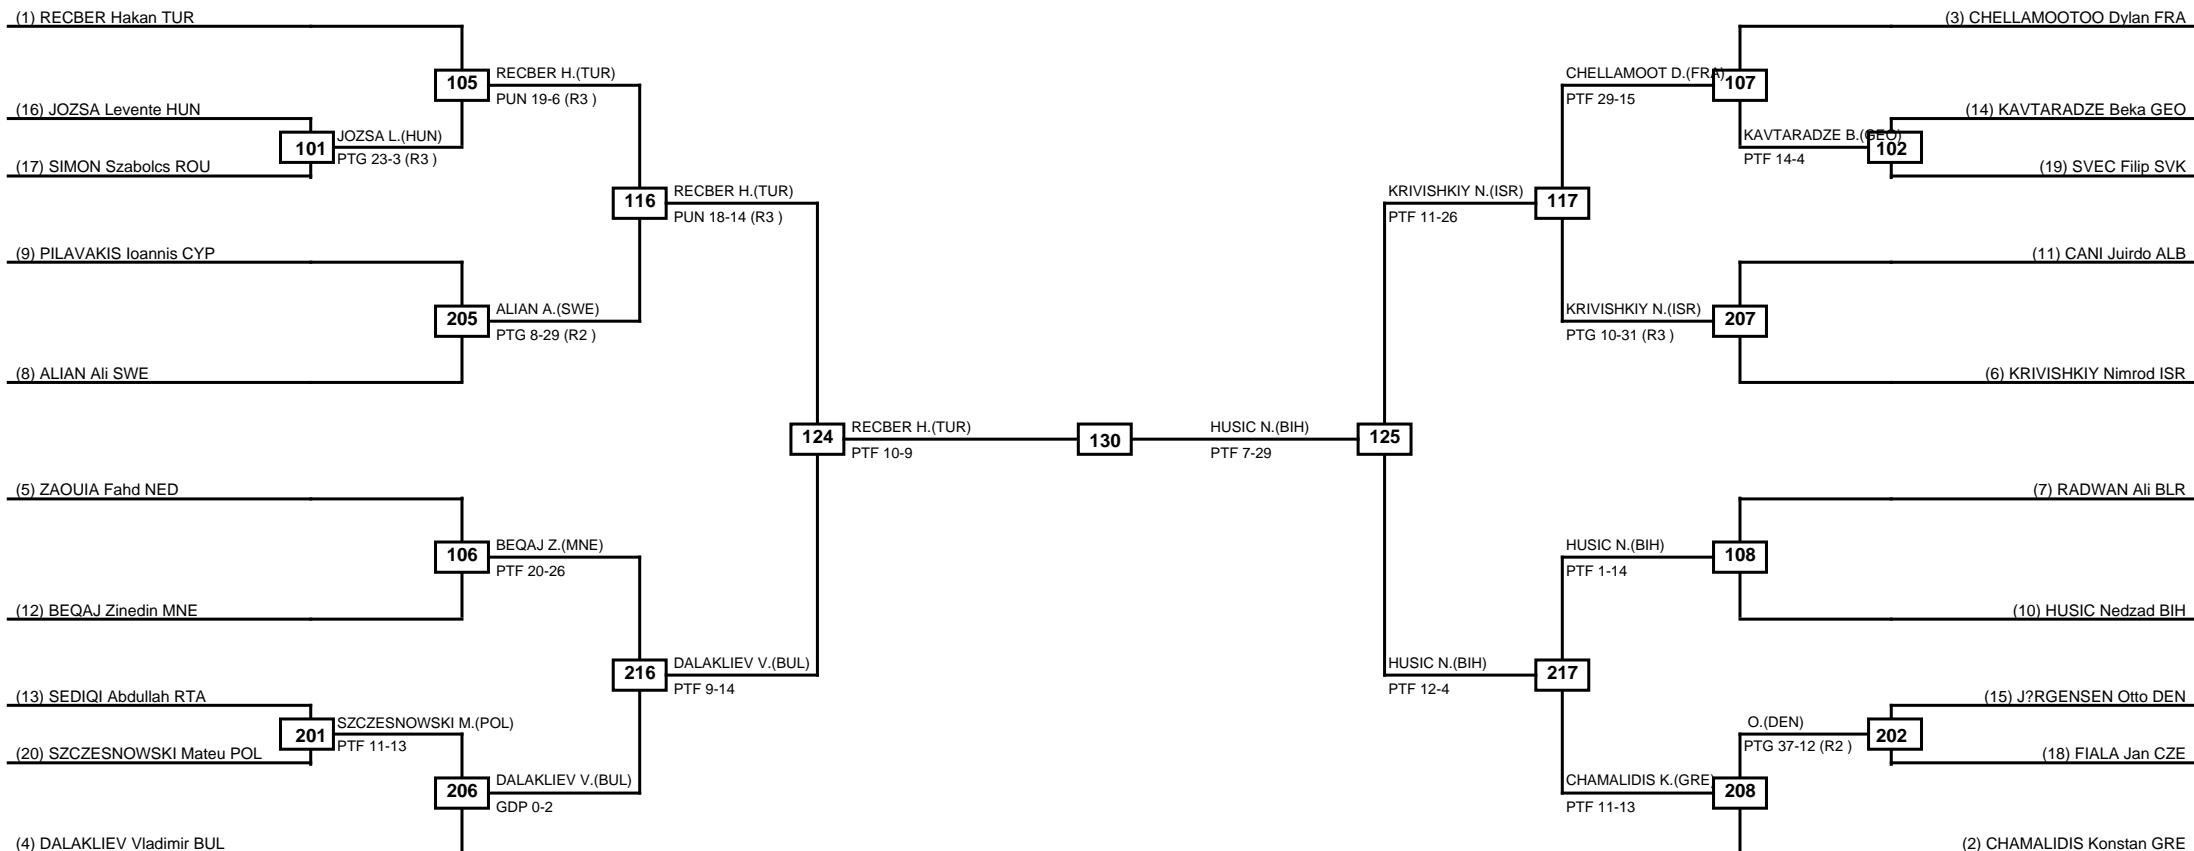 (1) RECBER Hakan TUR
(16) JOZSA Levente HUN
(17) SIMON Szabolcs ROU
(9) PILAVAKIS Ioannis CYP
(8) ALIAN Ali SWE
(5) ZAOUIA Fahd NED
(12) BEQAJ Zinedin MNE
(13) SEDIQI Abdullah RTA
(20) SZCZESNOWSKI Mateu POL
(4) DALAKLIEV Vladimir BUL
101
JOZSA L.(HUN)
PTG 23-3 (R3 )
201
SZCZESNOWSKI M.(POL)
PTF 11-13
105
RECBER H.(TUR)
PUN 19-6 (R3 )
205
ALIAN A.(SWE)
PTG 8-29 (R2 )
106
BEQAJ Z.(MNE)
PTF 20-26
206
DALAKLIEV V.(BUL)
GDP 0-2
116
RECBER H.(TUR)
PUN 18-14 (R3 )
216
DALAKLIEV V.(BUL)
PTF 9-14
124
RECBER H.(TUR)
PTF 10-9
130
HUSIC N.(BIH)
PTF 7-29
125
KRIVISHKIY N.(ISR)
PTF 11-26
117
HUSIC N.(BIH)
PTF 12-4
217
CHELLAMOOT D.(FRA)
PTF 29-15
107
KRIVISHKIY N.(ISR)
PTG 10-31 (R3 )
207
HUSIC N.(BIH)
PTF 1-14
108
CHAMALIDIS K.(GRE)
PTF 11-13
208
KAVTARADZE B.(GEO)
PTF 14-4
102
O.(DEN)
PTG 37-12 (R2 )
202
(3) CHELLAMOOTOO Dylan FRA
(14) KAVTARADZE Beka GEO
(19) SVEC Filip SVK
(11) CANI Juirdo ALB
(6) KRIVISHKIY Nimrod ISR
(7) RADWAN Ali BLR
(10) HUSIC Nedzad BIH
(15) J?RGENSEN Otto DEN
(18) FIALA Jan CZE
(2) CHAMALIDIS Konstan GRE